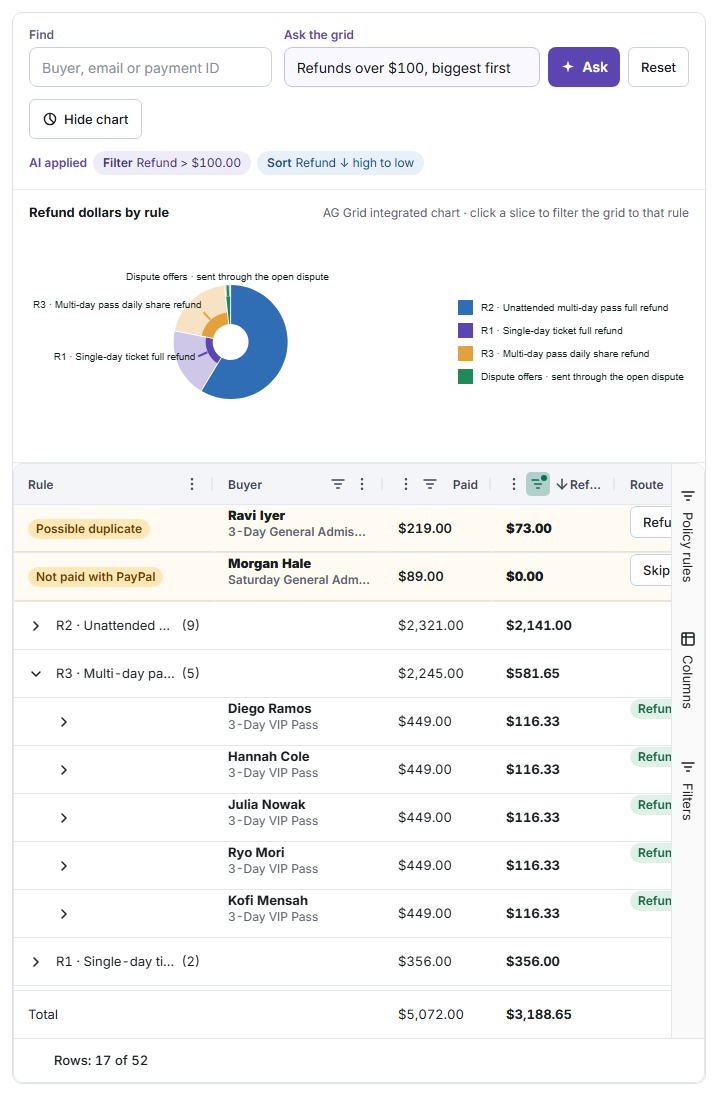 Find
Ask the grid
Buyer, email or payment ID
Refunds over $100, biggest first
Ask
Reset
Hide chart
AI applied
Filter Refund > $100.00
Sort Refund ↓ high to low
Refund dollars by rule
AG Grid integrated chart · click a slice to filter the grid to that rule
Dispute offers · sent through the open dispute
R3 · Multi-day pass daily share refund
R1 · Single-day ticket full refund
R2 · Unattended multi-day pass full refund
R1 · Single-day ticket full refund
R3 · Multi-day pass daily share refund
Dispute offers · sent through the open dispute
Rule Buyer Paid ↓ Ref... Route
Possible duplicate Ravi Iyer $219.00 $73.00 Refu
3-Day General Admis...
Not paid with PayPal Morgan Hale $89.00 $0.00 Skip
Saturday General Adm...
R2 · Unattended ... (9) $2,321.00 $2,141.00
R3 · Multi-day pa... (5) $2,245.00 $581.65
Diego Ramos $449.00 $116.33 Refun
3-Day VIP Pass
Hannah Cole $449.00 $116.33 Refun
3-Day VIP Pass
Julia Nowak $449.00 $116.33 Refun
3-Day VIP Pass
Ryo Mori $449.00 $116.33 Refun
3-Day VIP Pass
Kofi Mensah $449.00 $116.33 Refun
3-Day VIP Pass
R1 · Single-day ti... (2) $356.00 $356.00
Total $5,072.00 $3,188.65
Rows: 17 of 52
Policy rules
Columns
Filters